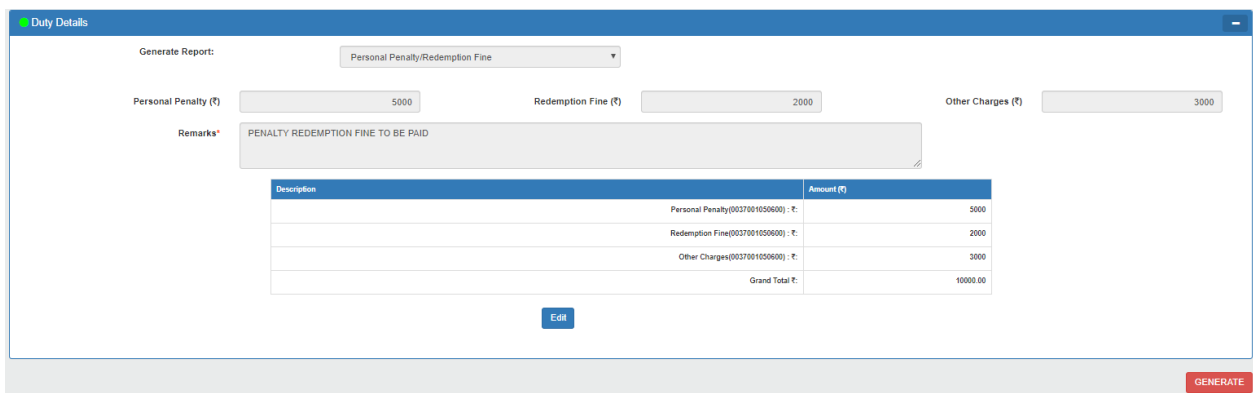 Duty Details
Generate Report: Personal Penalty/Redemption Fine
Personal Penalty (₹) 5000 Redemption Fine (₹) 2000 Other Charges (₹) 3000
Remarks* PENALTY REDEMPTION FINE TO BE PAID
Description Amount (₹)
Personal Penalty(0037001050600) : ₹: 5000
Redemption Fine(0037001050600) : ₹: 2000
Other Charges(0037001050600) : ₹: 3000
Grand Total ₹: 10000.00
Edit
GENERATE